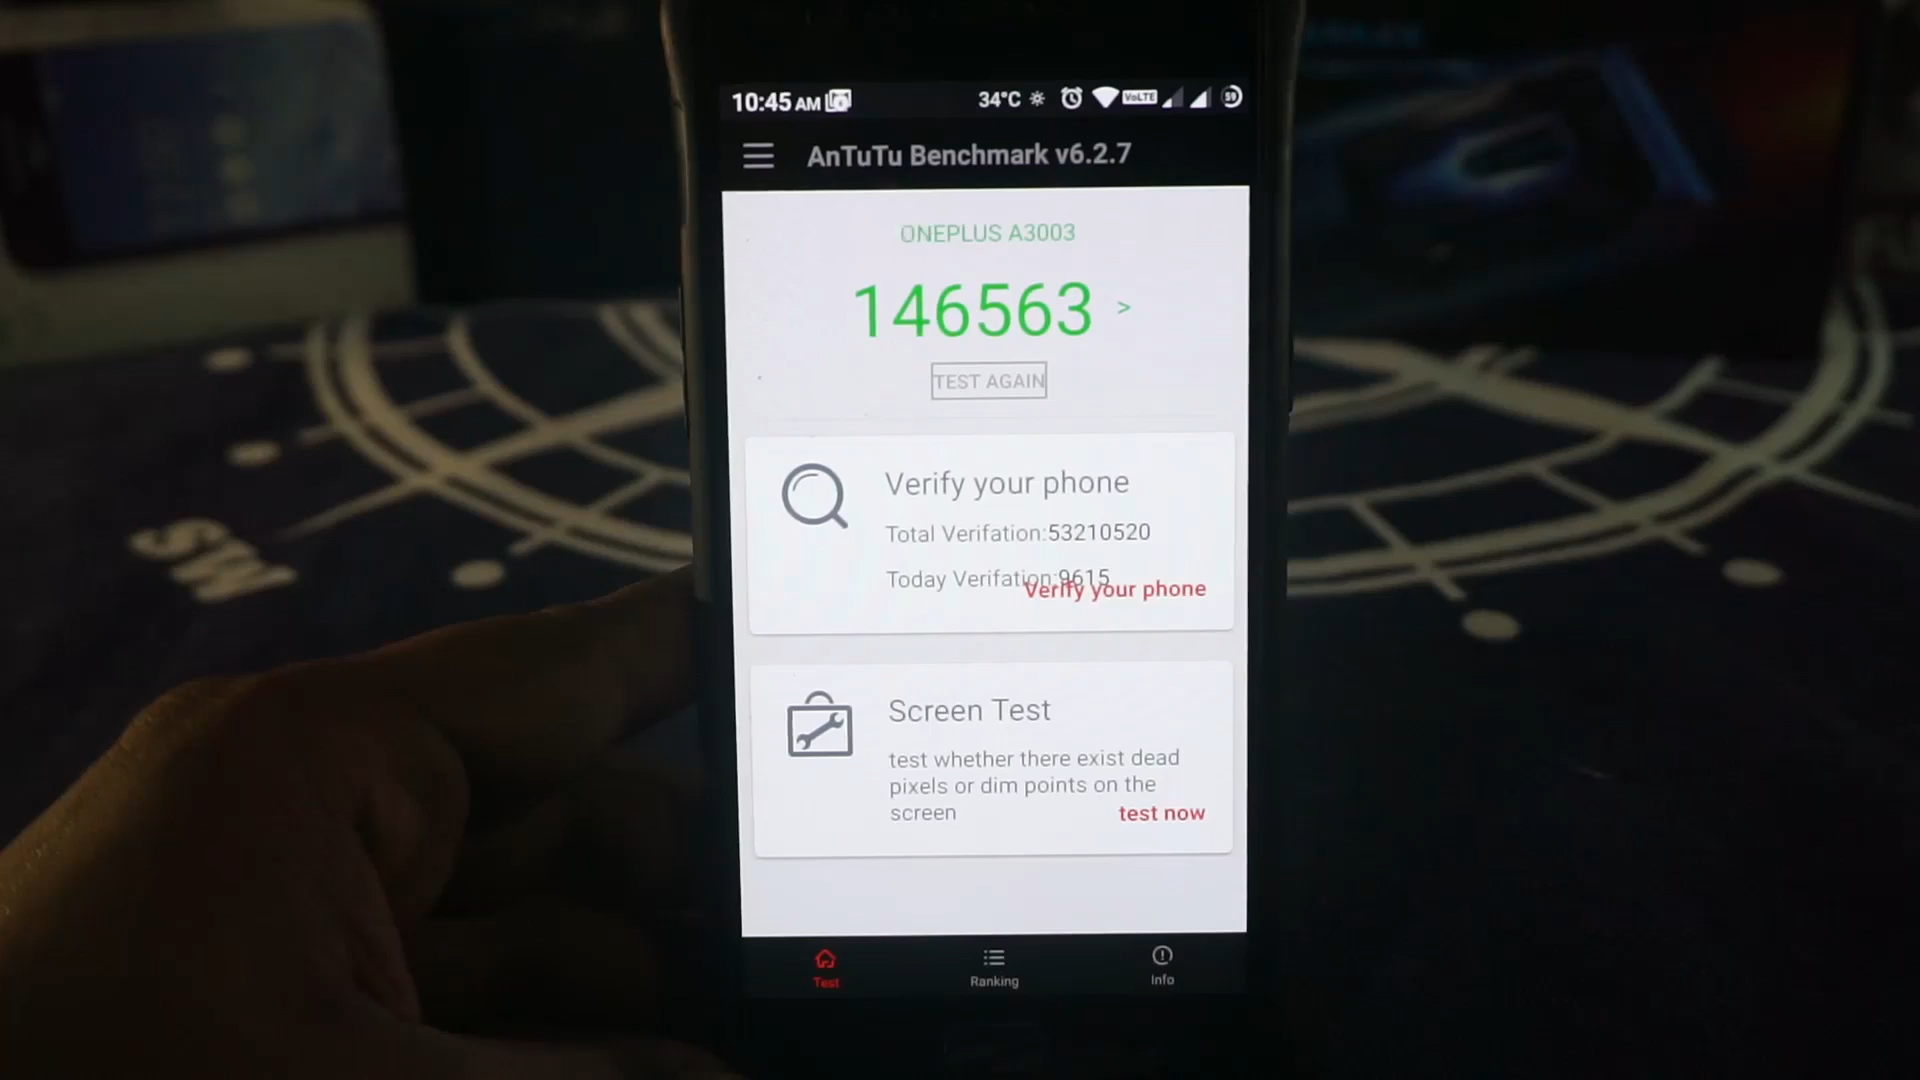 10:45 AM 34°C VoLTE 59
AnTuTu Benchmark v6.2.7
ONEPLUS A3003
146563 >
TEST AGAIN
Verify your phone
Total Verifation:53210520
Today Verifation:9615
Verify your phone
Screen Test
test whether there exist dead
pixels or dim points on the
screen
test now
Test Ranking Info
SW